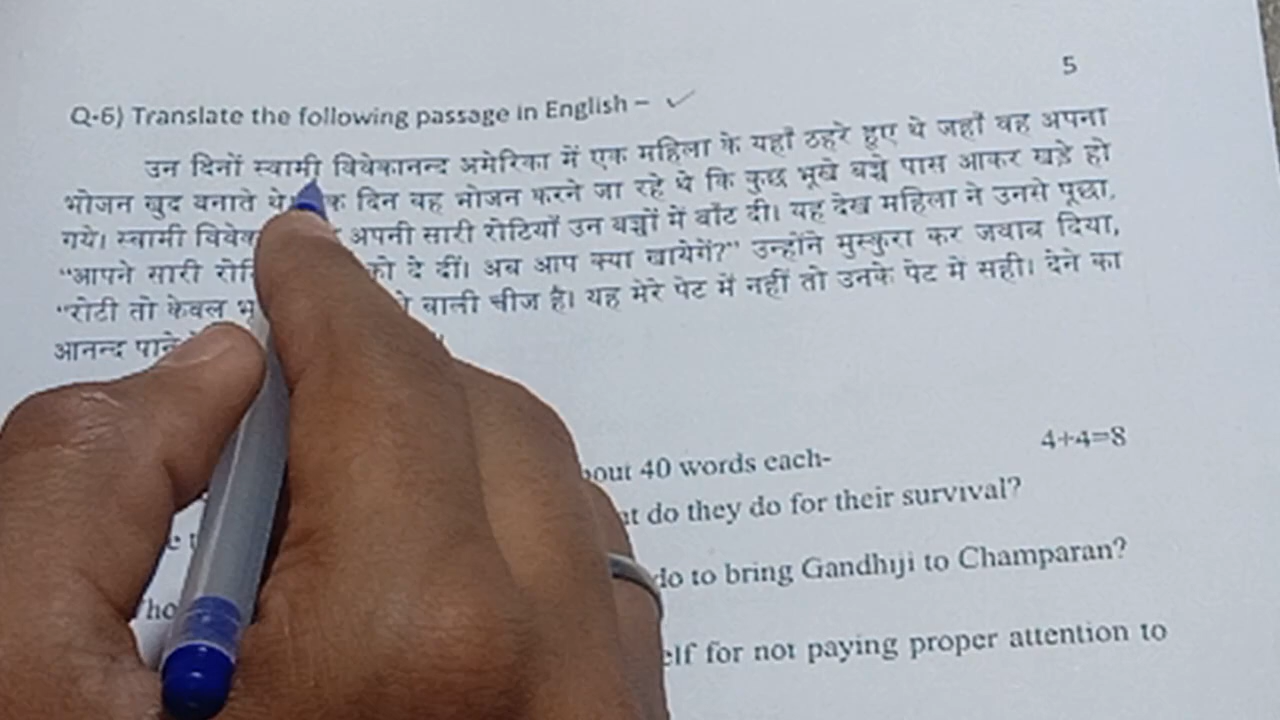 5
Q-6) Translate the following passage in English – ✓
उन दिनों स्वामी विवेकानन्द अमेरिका में एक महिला के यहाँ ठहरे हुए थे जहाँ वह अपना
भोजन खुद बनाते थे। दिन वह भोजन करने जा रहे थे कि कुछ भूखे बच्चे पास आकर खड़े हो
गये। स्वामी अपनी सारी रोटियाँ उन बच्चों में बाँट दी। यह देख महिला ने उनसे पूछा,
"आपने सारी को दे दीं। अब आप क्या खायेगें?" उन्होंने मुस्कुरा कर जवाब दिया,
"रोटी तो केवल वाली चीज है। यह मेरे पेट में नहीं तो उनके पेट मे सही। देने का
आनन्द
4+4=8
40 words each-
do they do for their survival?
do to bring Gandhiji to Champaran?
for not paying proper attention to